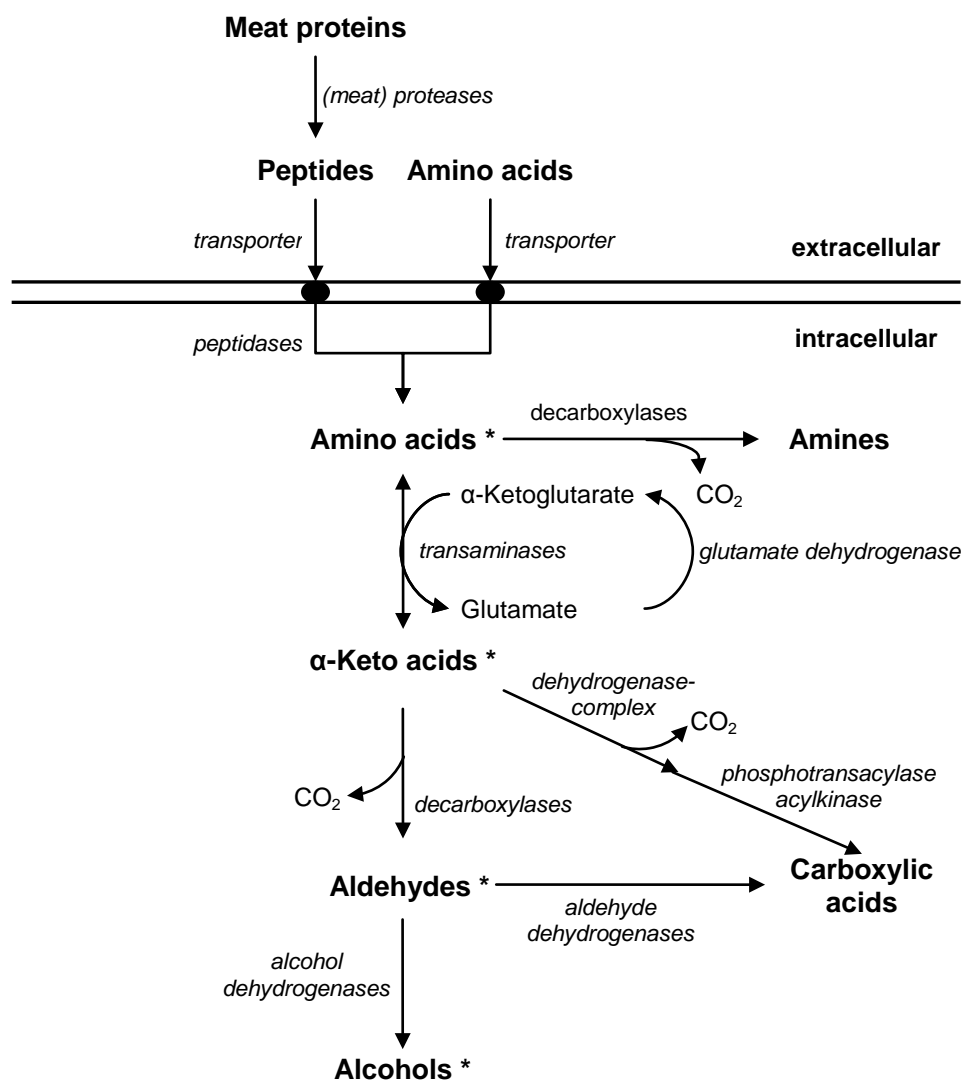 Meat proteins
(meat) proteases
Peptides
Amino acids
transporter
transporter
extracellular
intracellular
peptidases
Amino acids *
decarboxylases
Amines
CO₂
α-Ketoglutarate
transaminases
glutamate dehydrogenase
Glutamate
α-Keto acids *
dehydrogenase-
complex
CO₂
phosphotransacylase
acylkinase
CO₂
decarboxylases
Aldehydes *
aldehyde
dehydrogenases
Carboxylic
acids
alcohol
dehydrogenases
Alcohols *